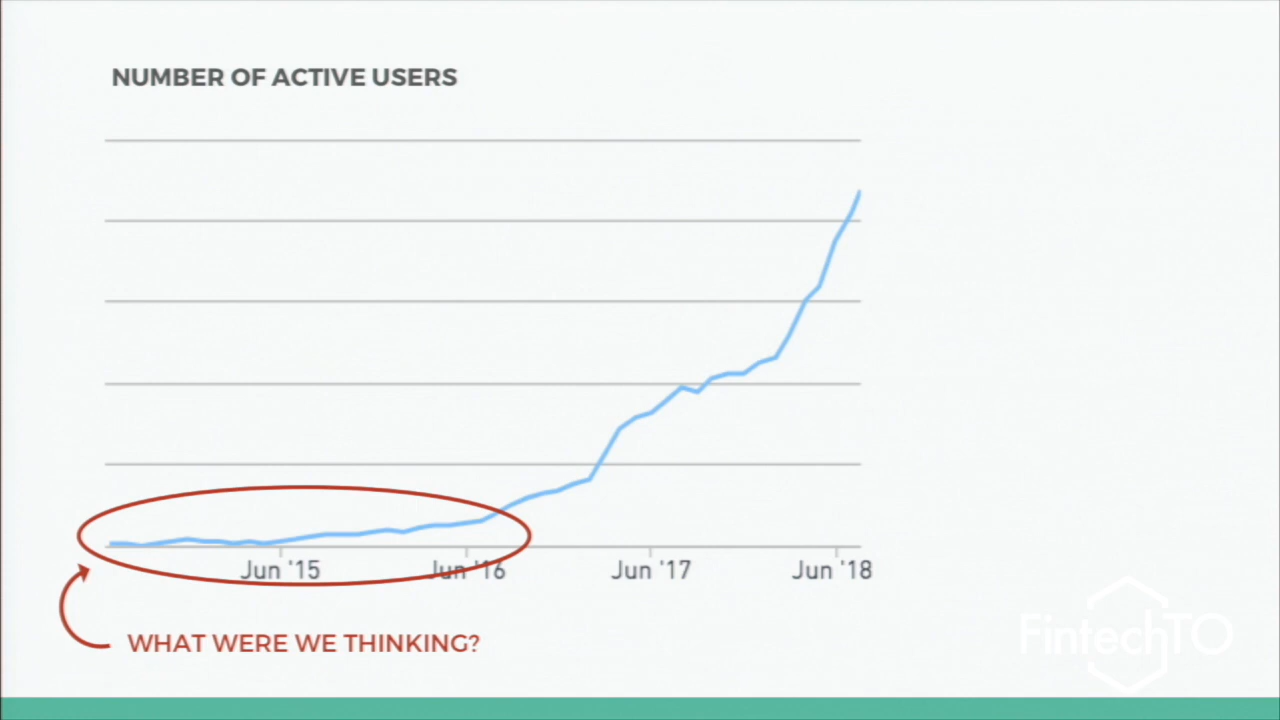 NUMBER OF ACTIVE USERS
Jun '15 Jun '16 Jun '17 Jun '18
WHAT WERE WE THINKING?
FintechTO